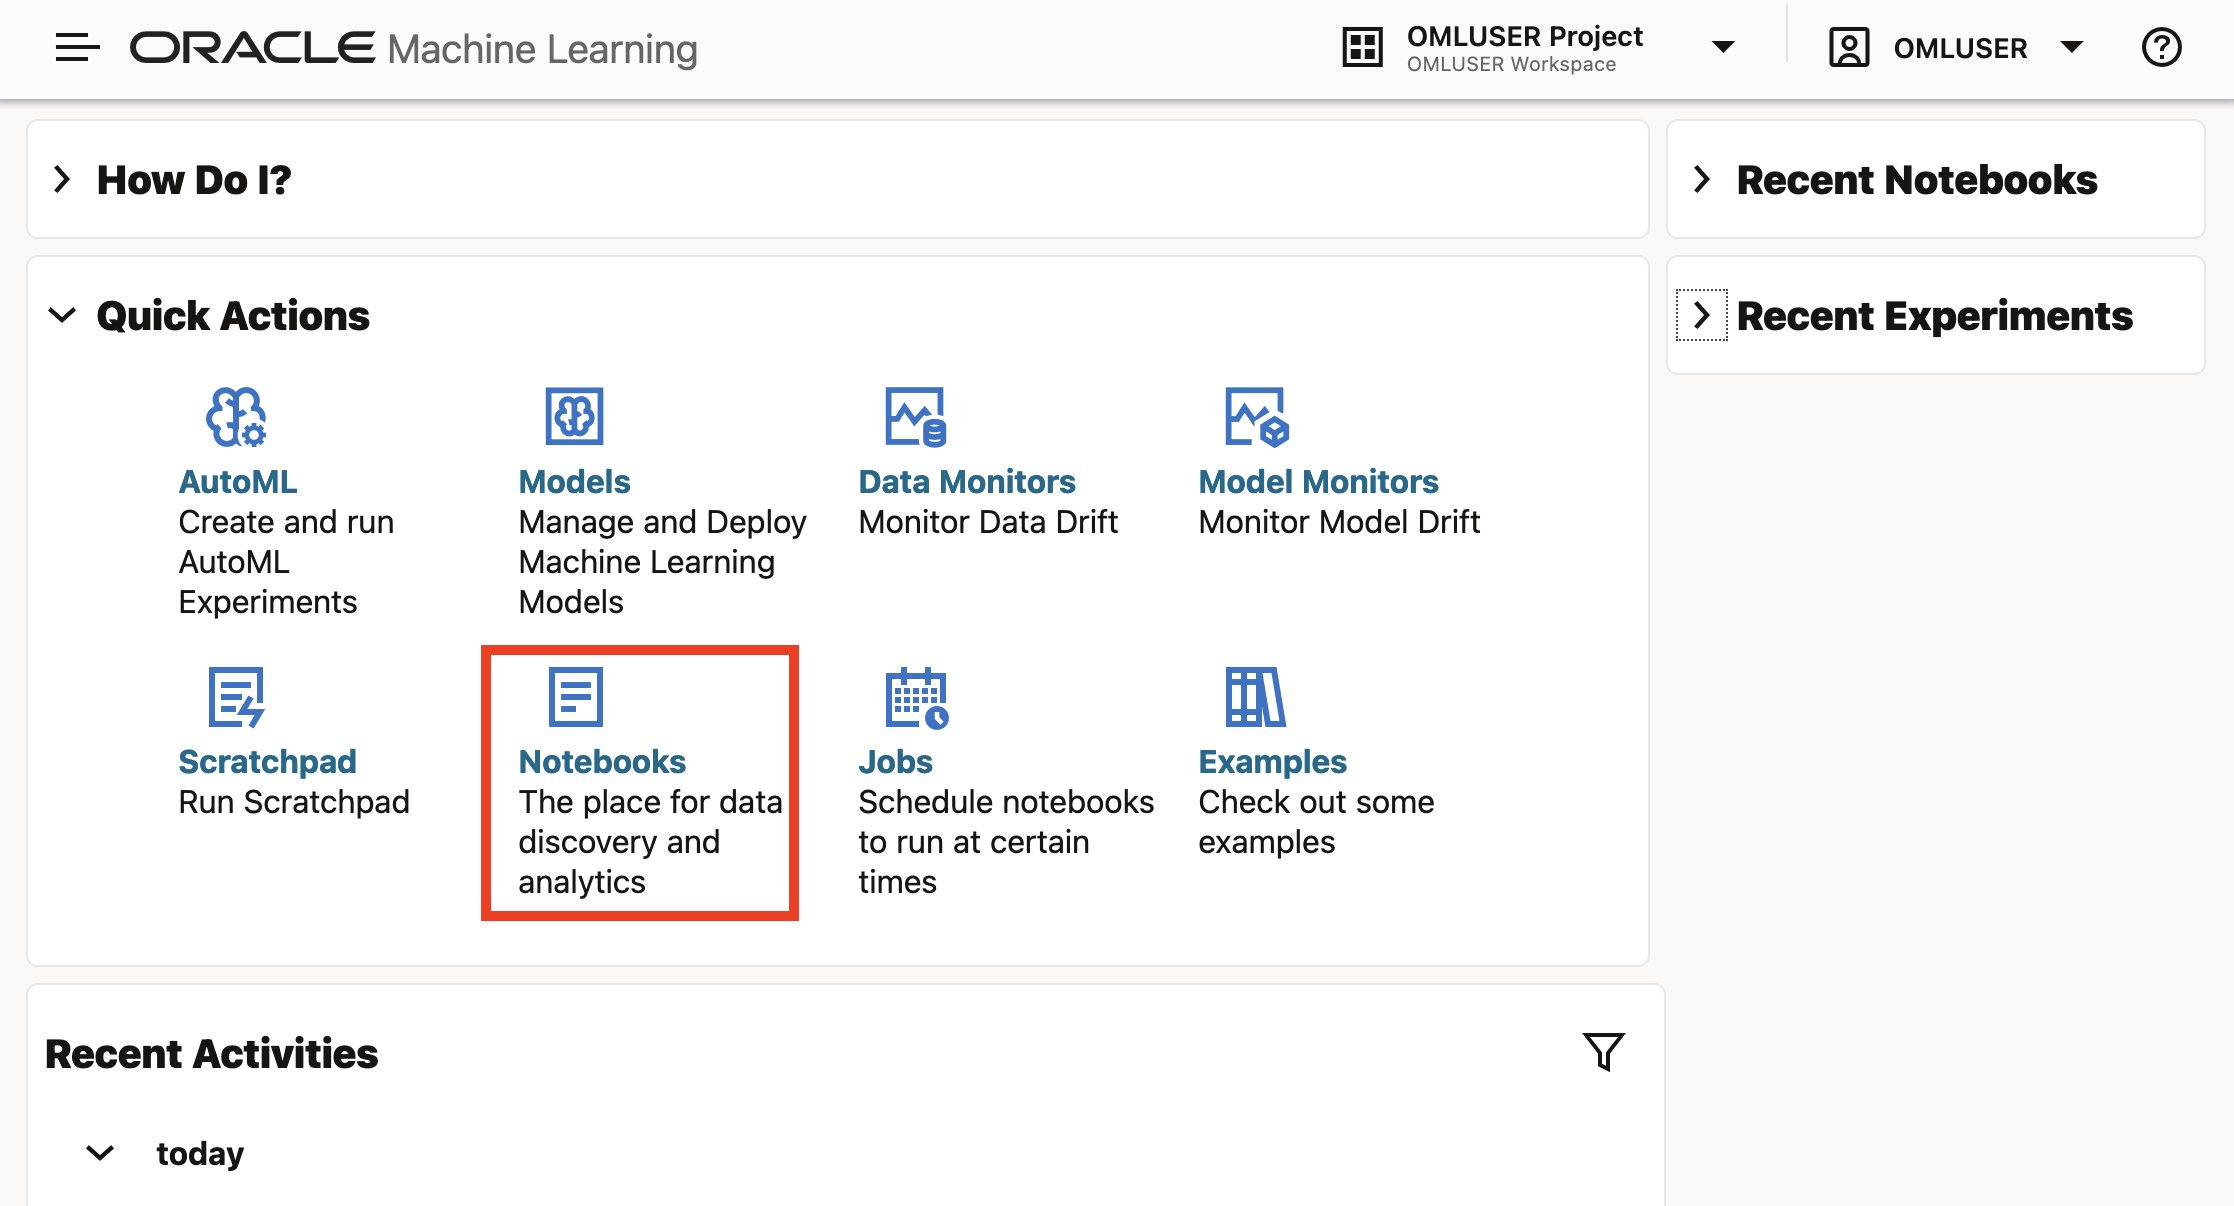 ORACLE Machine Learning
OMLUSER Project
OMLUSER Workspace
OMLUSER
How Do I?
Recent Notebooks
Quick Actions
Recent Experiments
AutoML
Create and run
AutoML
Experiments
Models
Manage and Deploy
Machine Learning
Models
Data Monitors
Monitor Data Drift
Model Monitors
Monitor Model Drift
Scratchpad
Run Scratchpad
Notebooks
The place for data
discovery and
analytics
Jobs
Schedule notebooks
to run at certain
times
Examples
Check out some
examples
Recent Activities
today